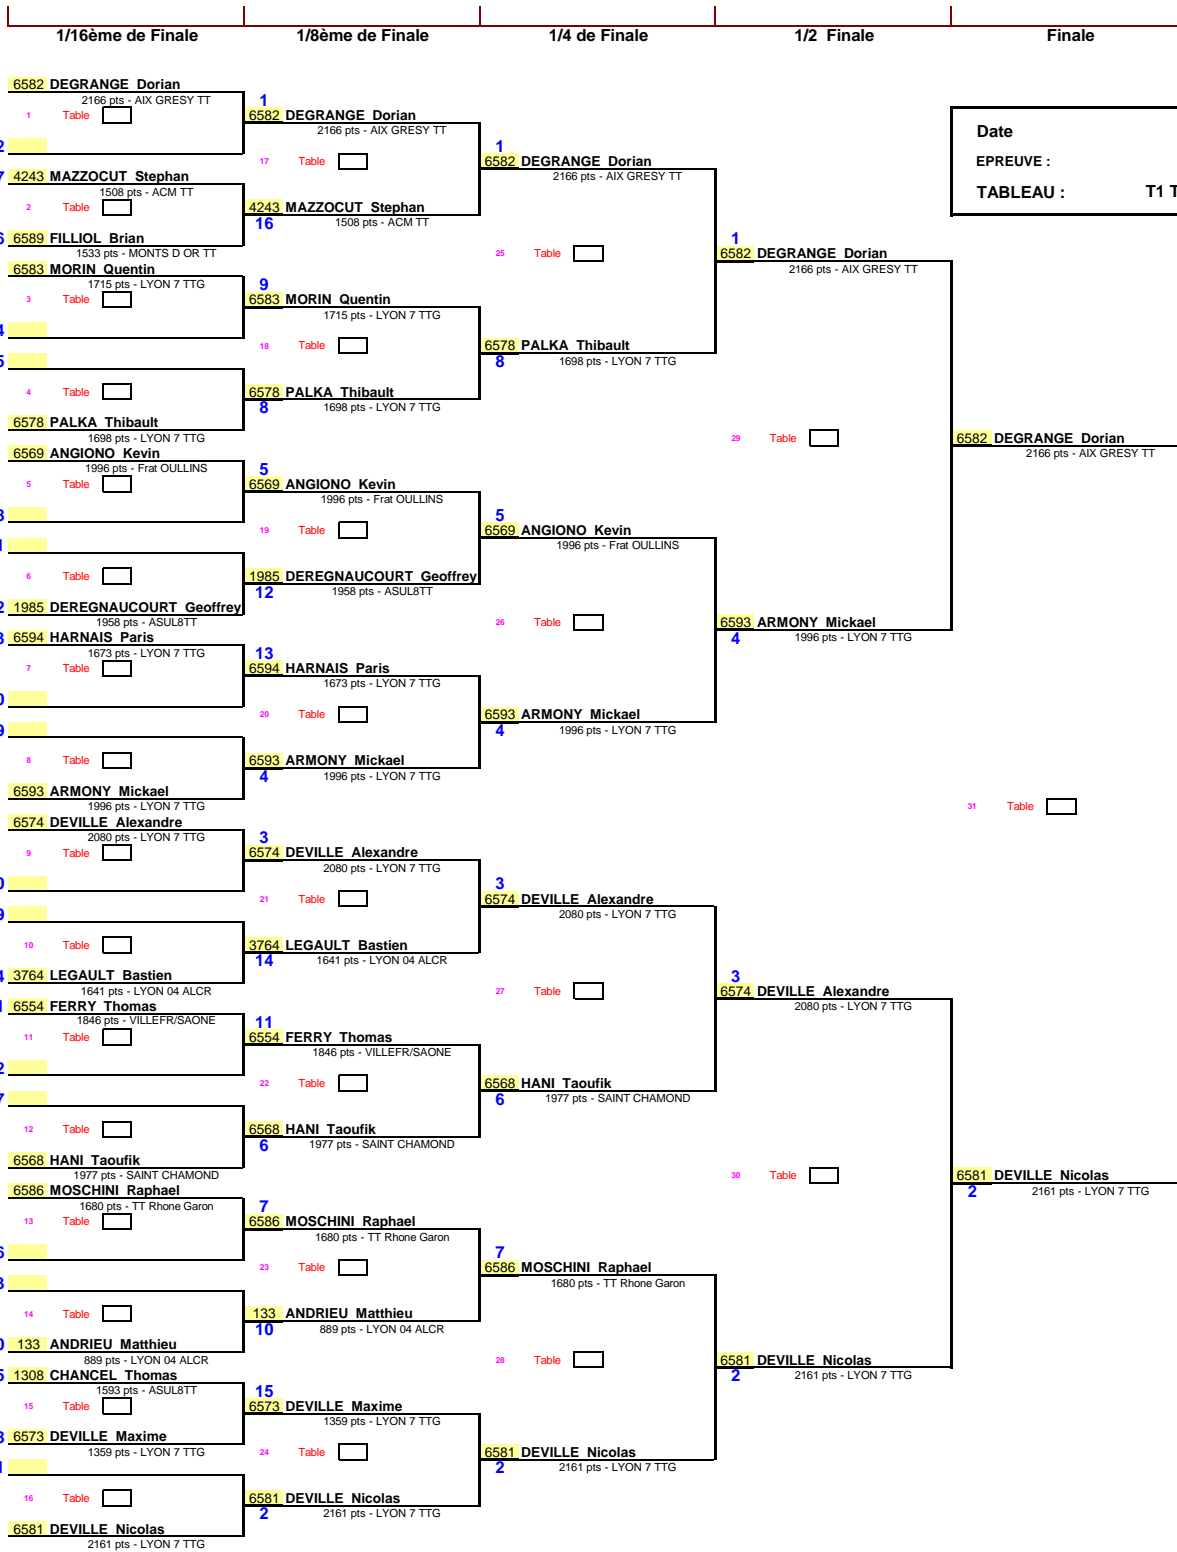 1/16ème de Finale
1/8ème de Finale
1/4 de Finale
1/2 Finale
Finale
Date
EPREUVE :
TABLEAU : T1 T
6582 DEGRANGE Dorian
2166 pts - AIX GRESY TT
1 Table
2
7 4243 MAZZOCUT Stephan
1508 pts - ACM TT
2 Table
6 6589 FILLIOL Brian
1533 pts - MONTS D OR TT
6583 MORIN Quentin
1715 pts - LYON 7 TTG
3 Table
4
5
4 Table
6578 PALKA Thibault
1698 pts - LYON 7 TTG
6569 ANGIONO Kevin
1996 pts - Frat OULLINS
5 Table
3
1
6 Table
2 1985 DEREGNAUCOURT Geoffrey
1958 pts - ASUL8TT
3 6594 HARNAIS Paris
1673 pts - LYON 7 TTG
7 Table
0
9
8 Table
6593 ARMONY Mickael
1996 pts - LYON 7 TTG
6574 DEVILLE Alexandre
2080 pts - LYON 7 TTG
9 Table
0
9
10 Table
4 3764 LEGAULT Bastien
1641 pts - LYON 04 ALCR
1 6554 FERRY Thomas
1846 pts - VILLEFR/SAONE
11 Table
2
7
12 Table
6568 HANI Taoufik
1977 pts - SAINT CHAMOND
6586 MOSCHINI Raphael
1680 pts - TT Rhone Garon
13 Table
6
3
14 Table
0 133 ANDRIEU Matthieu
889 pts - LYON 04 ALCR
5 1308 CHANCEL Thomas
1593 pts - ASUL8TT
15 Table
3 6573 DEVILLE Maxime
1359 pts - LYON 7 TTG
1
16 Table
6581 DEVILLE Nicolas
2161 pts - LYON 7 TTG
1
6582 DEGRANGE Dorian
2166 pts - AIX GRESY TT
17 Table
4243 MAZZOCUT Stephan
16 1508 pts - ACM TT
9
6583 MORIN Quentin
1715 pts - LYON 7 TTG
18 Table
6578 PALKA Thibault
8 1698 pts - LYON 7 TTG
5
6569 ANGIONO Kevin
1996 pts - Frat OULLINS
19 Table
1985 DEREGNAUCOURT Geoffrey
12 1958 pts - ASUL8TT
13
6594 HARNAIS Paris
1673 pts - LYON 7 TTG
20 Table
6593 ARMONY Mickael
4 1996 pts - LYON 7 TTG
3
6574 DEVILLE Alexandre
2080 pts - LYON 7 TTG
21 Table
3764 LEGAULT Bastien
14 1641 pts - LYON 04 ALCR
11
6554 FERRY Thomas
1846 pts - VILLEFR/SAONE
22 Table
6568 HANI Taoufik
6 1977 pts - SAINT CHAMOND
7
6586 MOSCHINI Raphael
1680 pts - TT Rhone Garon
23 Table
133 ANDRIEU Matthieu
10 889 pts - LYON 04 ALCR
15
6573 DEVILLE Maxime
1359 pts - LYON 7 TTG
24 Table
6581 DEVILLE Nicolas
2 2161 pts - LYON 7 TTG
1
6582 DEGRANGE Dorian
2166 pts - AIX GRESY TT
25 Table
6578 PALKA Thibault
8 1698 pts - LYON 7 TTG
5
6569 ANGIONO Kevin
1996 pts - Frat OULLINS
26 Table
6593 ARMONY Mickael
4 1996 pts - LYON 7 TTG
3
6574 DEVILLE Alexandre
2080 pts - LYON 7 TTG
27 Table
6568 HANI Taoufik
6 1977 pts - SAINT CHAMOND
7
6586 MOSCHINI Raphael
1680 pts - TT Rhone Garon
28 Table
6581 DEVILLE Nicolas
2 2161 pts - LYON 7 TTG
1
6582 DEGRANGE Dorian
2166 pts - AIX GRESY TT
29 Table
6593 ARMONY Mickael
4 1996 pts - LYON 7 TTG
3
6574 DEVILLE Alexandre
2080 pts - LYON 7 TTG
30 Table
6581 DEVILLE Nicolas
2 2161 pts - LYON 7 TTG
6582 DEGRANGE Dorian
2166 pts - AIX GRESY TT
31 Table
6581 DEVILLE Nicolas
2 2161 pts - LYON 7 TTG